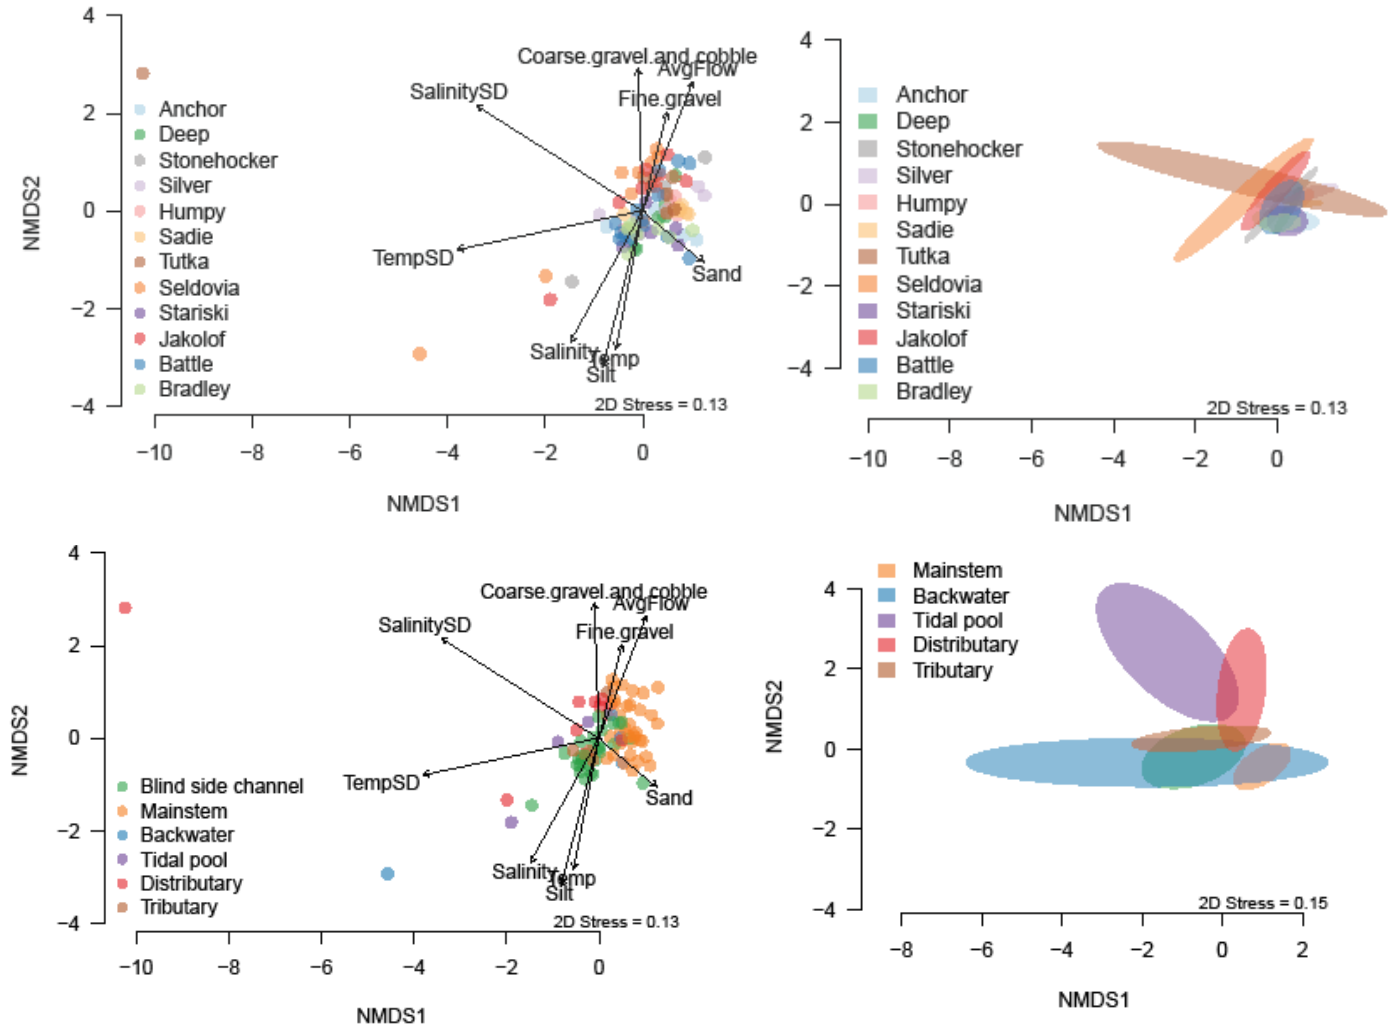 4
2
0
−2
−4
NMDS2
Coarse.gravel.and.cobble
AvgFlow
SalinitySD
Fine.gravel
Anchor
Deep
Stonehocker
Silver
Humpy
Sadie
Tutka
Seldovia
Stariski
Jakolof
Battle
Bradley
TempSD
Sand
Salinity
Temp
Silt
2D Stress = 0.13
−10 −8 −6 −4 −2 0
NMDS1
4
2
0
−2
−4
Anchor
Deep
Stonehocker
Silver
Humpy
Sadie
Tutka
Seldovia
Stariski
Jakolof
Battle
Bradley
2D Stress = 0.13
−10 −8 −6 −4 −2 0
NMDS1
4
2
0
−2
−4
NMDS2
Coarse.gravel.and.cobble
AvgFlow
SalinitySD
Fine.gravel
TempSD
Sand
Blind side channel
Mainstem
Backwater
Tidal pool
Distributary
Tributary
Salinity
Temp
Silt
2D Stress = 0.13
−10 −8 −6 −4 −2 0
NMDS1
Mainstem
Backwater
Tidal pool
Distributary
Tributary
4
2
0
−2
−4
NMDS2
2D Stress = 0.15
−8 −6 −4 −2 0 2
NMDS1